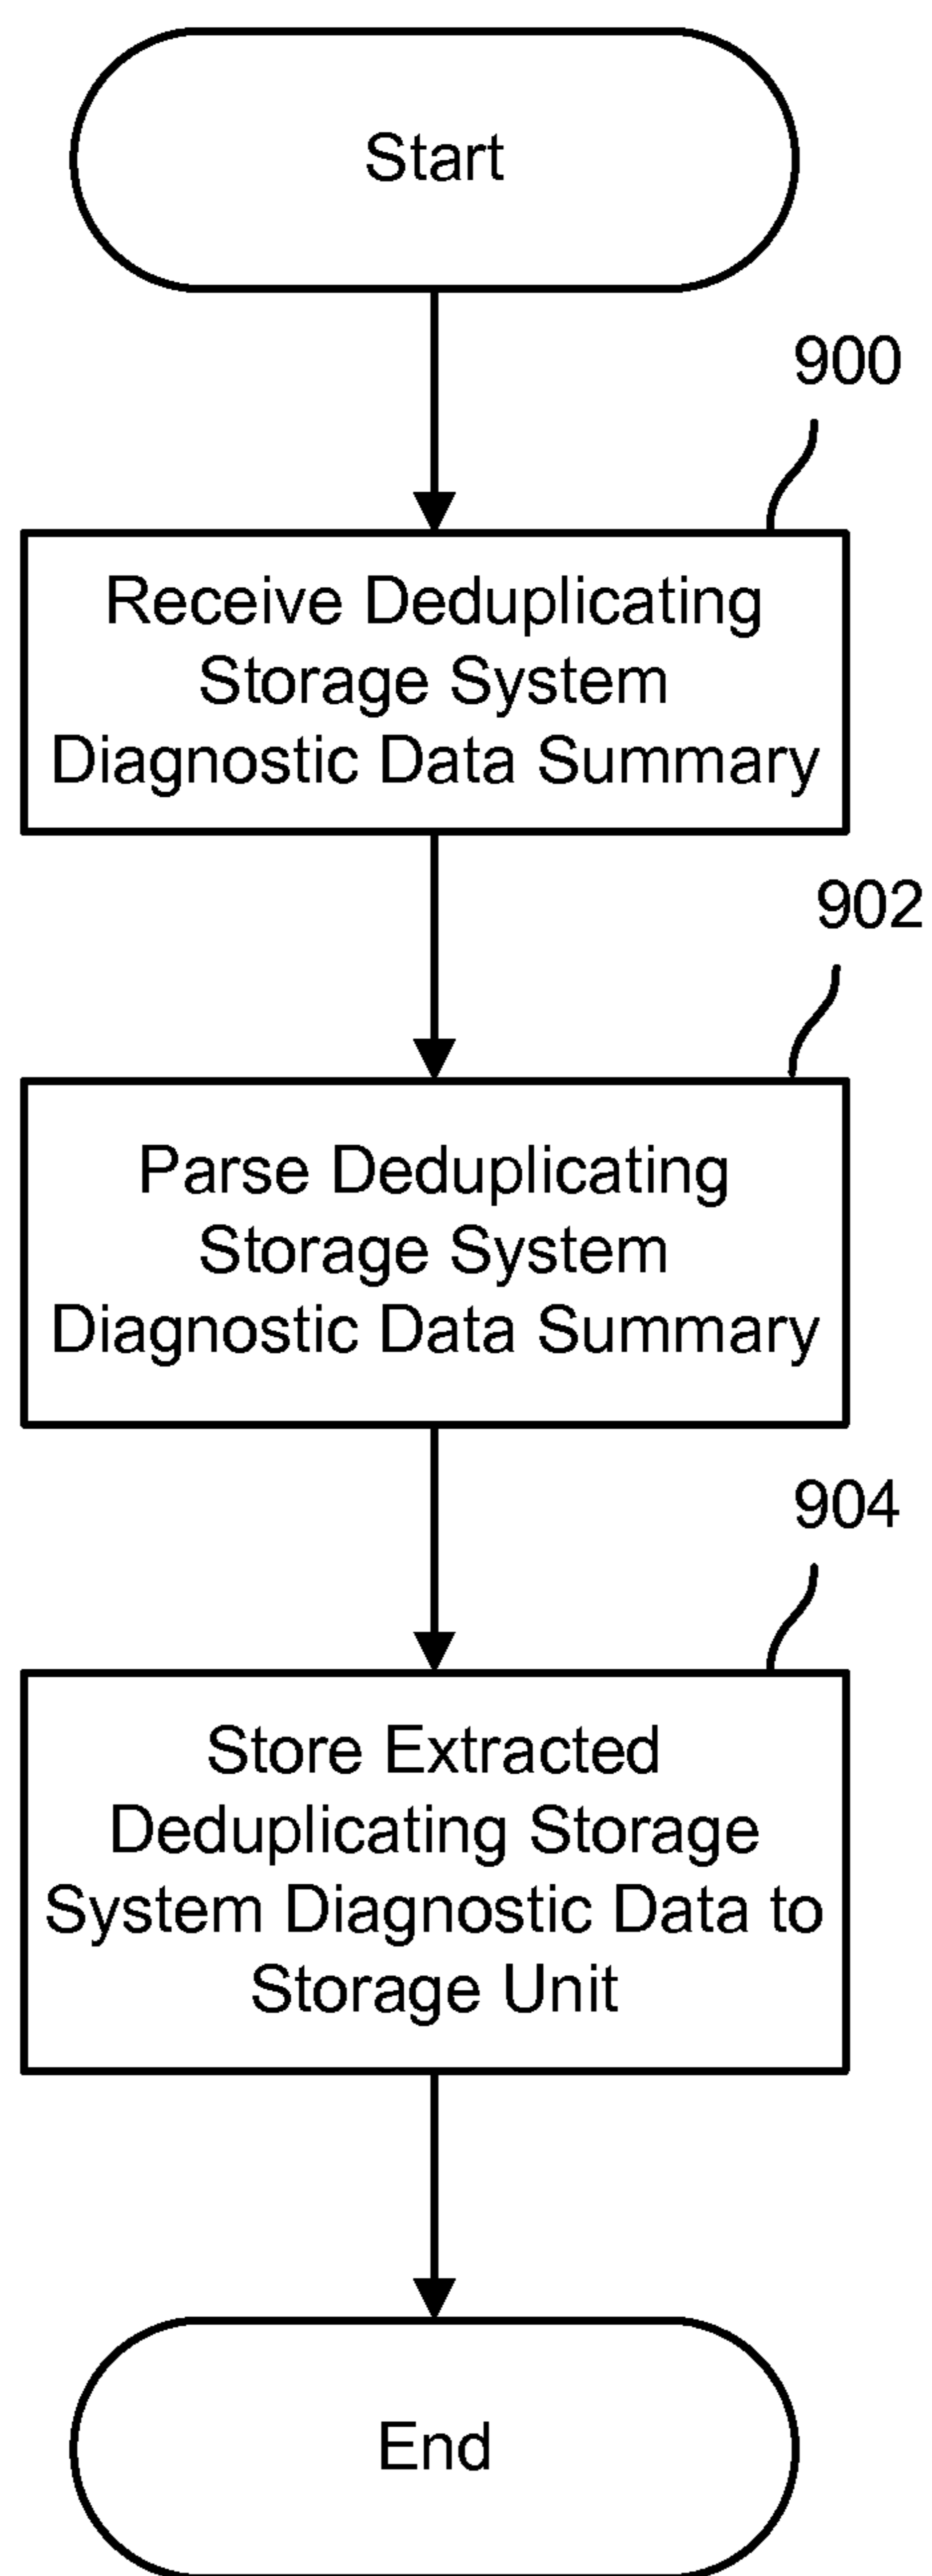 Start
900
Receive Deduplicating
Storage System
Diagnostic Data Summary
902
Parse Deduplicating
Storage System
Diagnostic Data Summary
904
Store Extracted
Deduplicating Storage
System Diagnostic Data to
Storage Unit
End